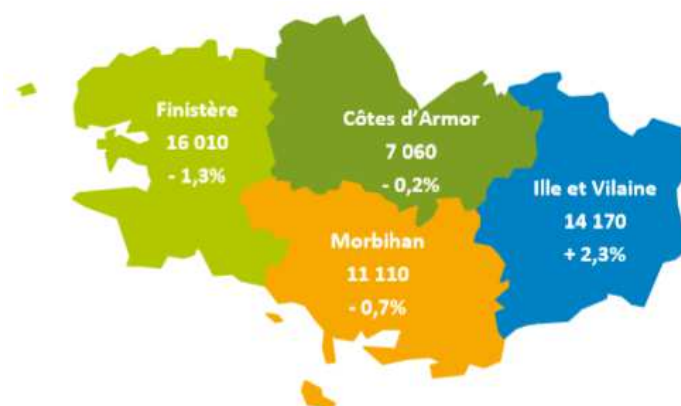 Finistère
16 010
- 1,3%
Côtes d'Armor
7 060
- 0,2%
Ille et Vilaine
14 170
+ 2,3%
Morbihan
11 110
- 0,7%